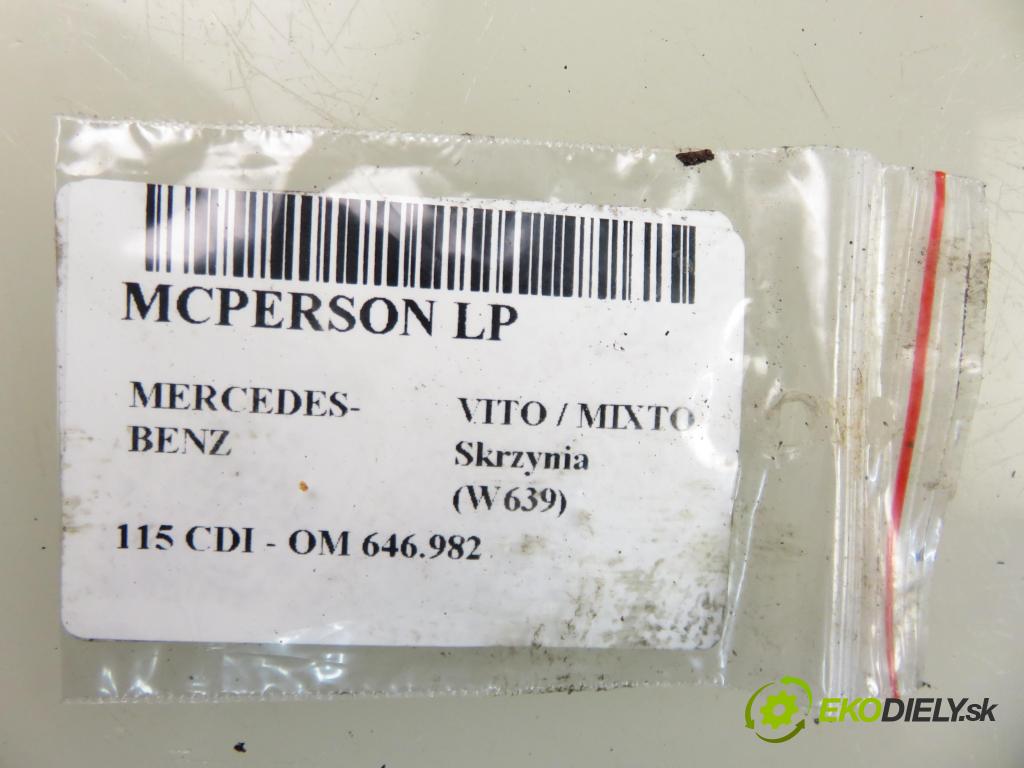 MCPERSON LP
MERCEDES-
BENZ
VITO / MIXTO
Skrzynia
(W639)
115 CDI - OM 646.982
EKODIELY.sk